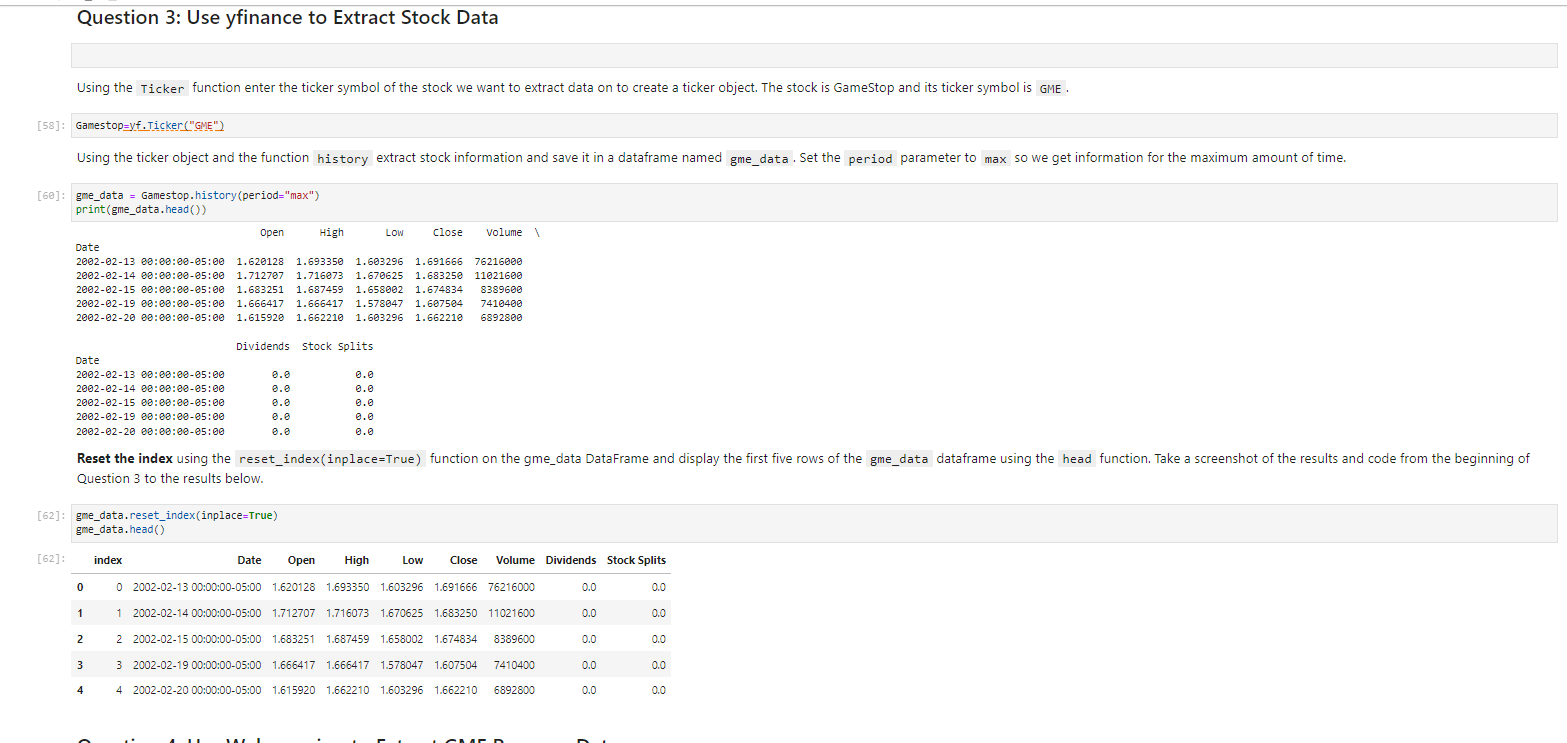 Question 3: Use yfinance to Extract Stock Data
Using the Ticker function enter the ticker symbol of the stock we want to extract data on to create a ticker object. The stock is GameStop and its ticker symbol is GME .
[58]: Gamestop=yf.Ticker("GME")
Using the ticker object and the function history extract stock information and save it in a dataframe named gme_data . Set the period parameter to max so we get information for the maximum amount of time.
[60]: gme_data = Gamestop.history(period="max")
print(gme_data.head())
Open High Low Close Volume \
Date
2002-02-13 00:00:00-05:00 1.620128 1.693350 1.603296 1.691666 76216000
2002-02-14 00:00:00-05:00 1.712707 1.716073 1.670625 1.683250 11021600
2002-02-15 00:00:00-05:00 1.683251 1.687459 1.658002 1.674834 8389600
2002-02-19 00:00:00-05:00 1.666417 1.666417 1.578047 1.607504 7410400
2002-02-20 00:00:00-05:00 1.615920 1.662210 1.603296 1.662210 6892800
Dividends Stock Splits
Date
2002-02-13 00:00:00-05:00 0.0 0.0
2002-02-14 00:00:00-05:00 0.0 0.0
2002-02-15 00:00:00-05:00 0.0 0.0
2002-02-19 00:00:00-05:00 0.0 0.0
2002-02-20 00:00:00-05:00 0.0 0.0
Reset the index using the reset_index(inplace=True) function on the gme_data DataFrame and display the first five rows of the gme_data dataframe using the head function. Take a screenshot of the results and code from the beginning of
Question 3 to the results below.
[62]: gme_data.reset_index(inplace=True)
gme_data.head()
[62]: index Date Open High Low Close Volume Dividends Stock Splits
0 0 2002-02-13 00:00:00-05:00 1.620128 1.693350 1.603296 1.691666 76216000 0.0 0.0
1 1 2002-02-14 00:00:00-05:00 1.712707 1.716073 1.670625 1.683250 11021600 0.0 0.0
2 2 2002-02-15 00:00:00-05:00 1.683251 1.687459 1.658002 1.674834 8389600 0.0 0.0
3 3 2002-02-19 00:00:00-05:00 1.666417 1.666417 1.578047 1.607504 7410400 0.0 0.0
4 4 2002-02-20 00:00:00-05:00 1.615920 1.662210 1.603296 1.662210 6892800 0.0 0.0